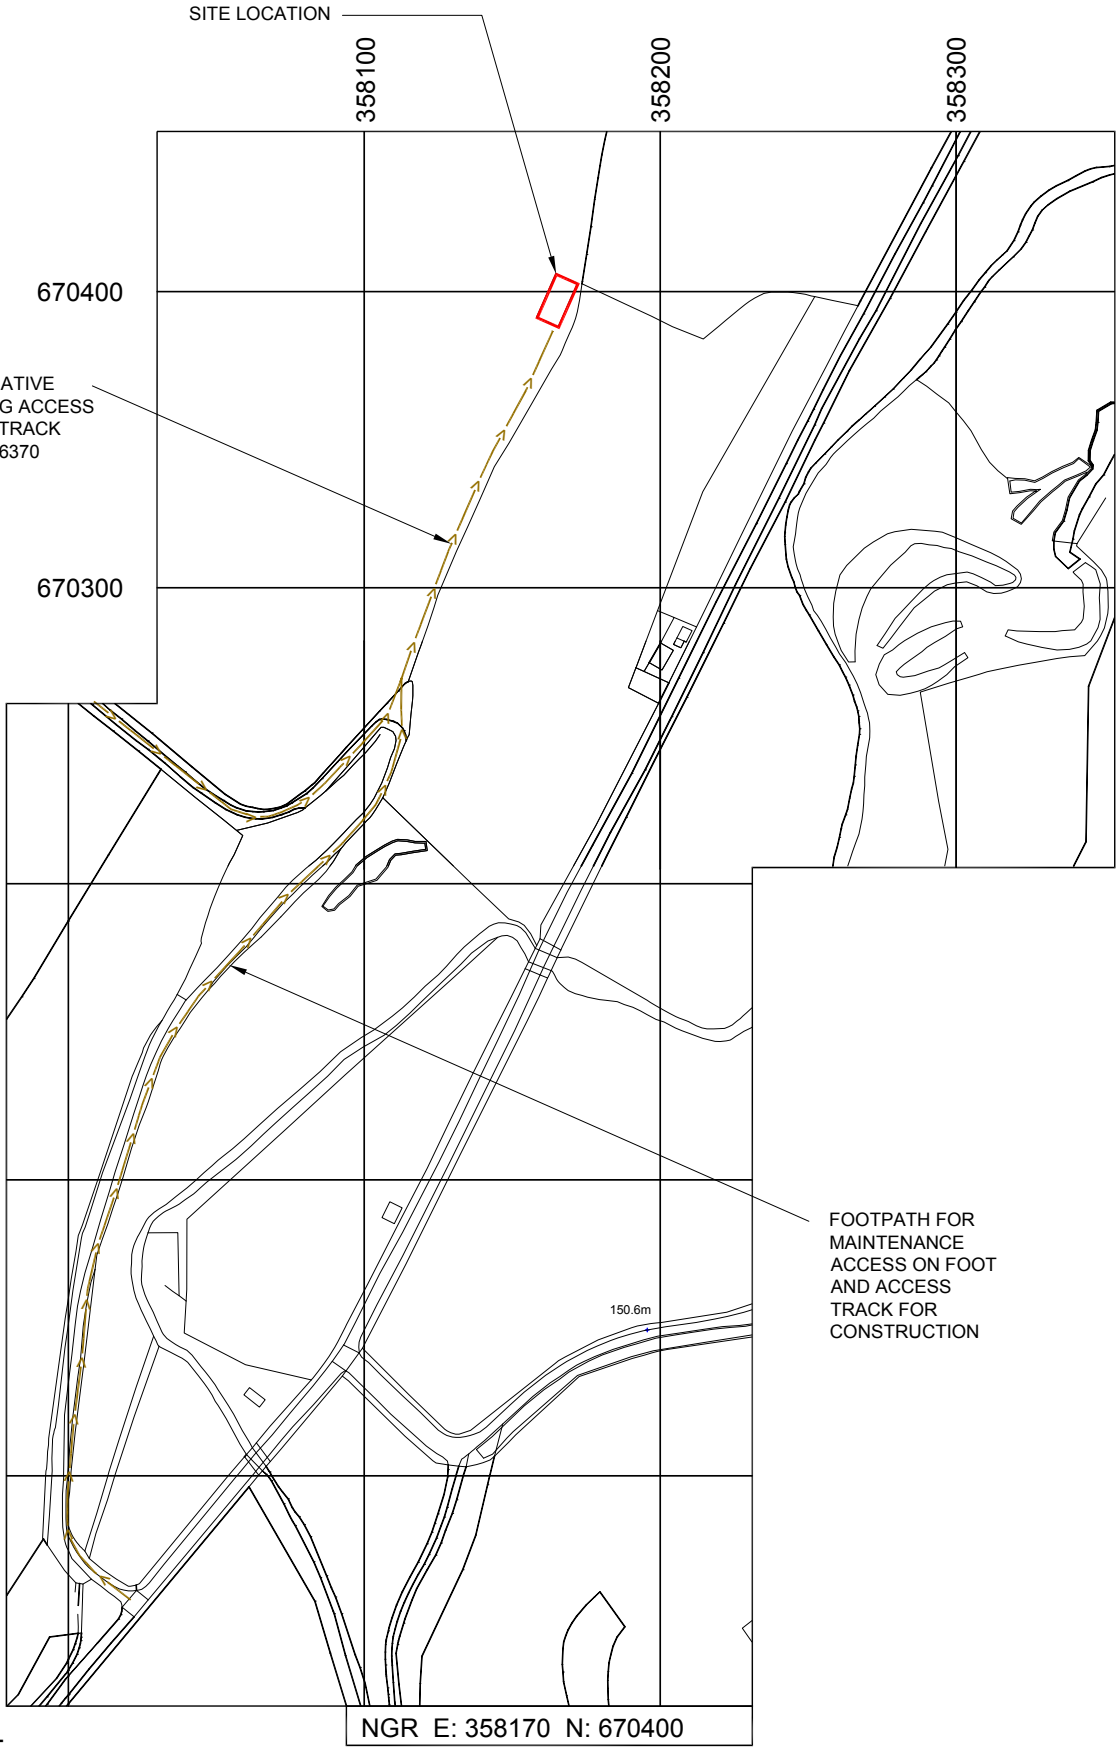 SITE LOCATION
358100
358200
358300
670400
ATIVE
G ACCESS
TRACK
6370
670300
FOOTPATH FOR
MAINTENANCE
ACCESS ON FOOT
AND ACCESS
TRACK FOR
CONSTRUCTION
150.6m
NGR E: 358170 N: 670400